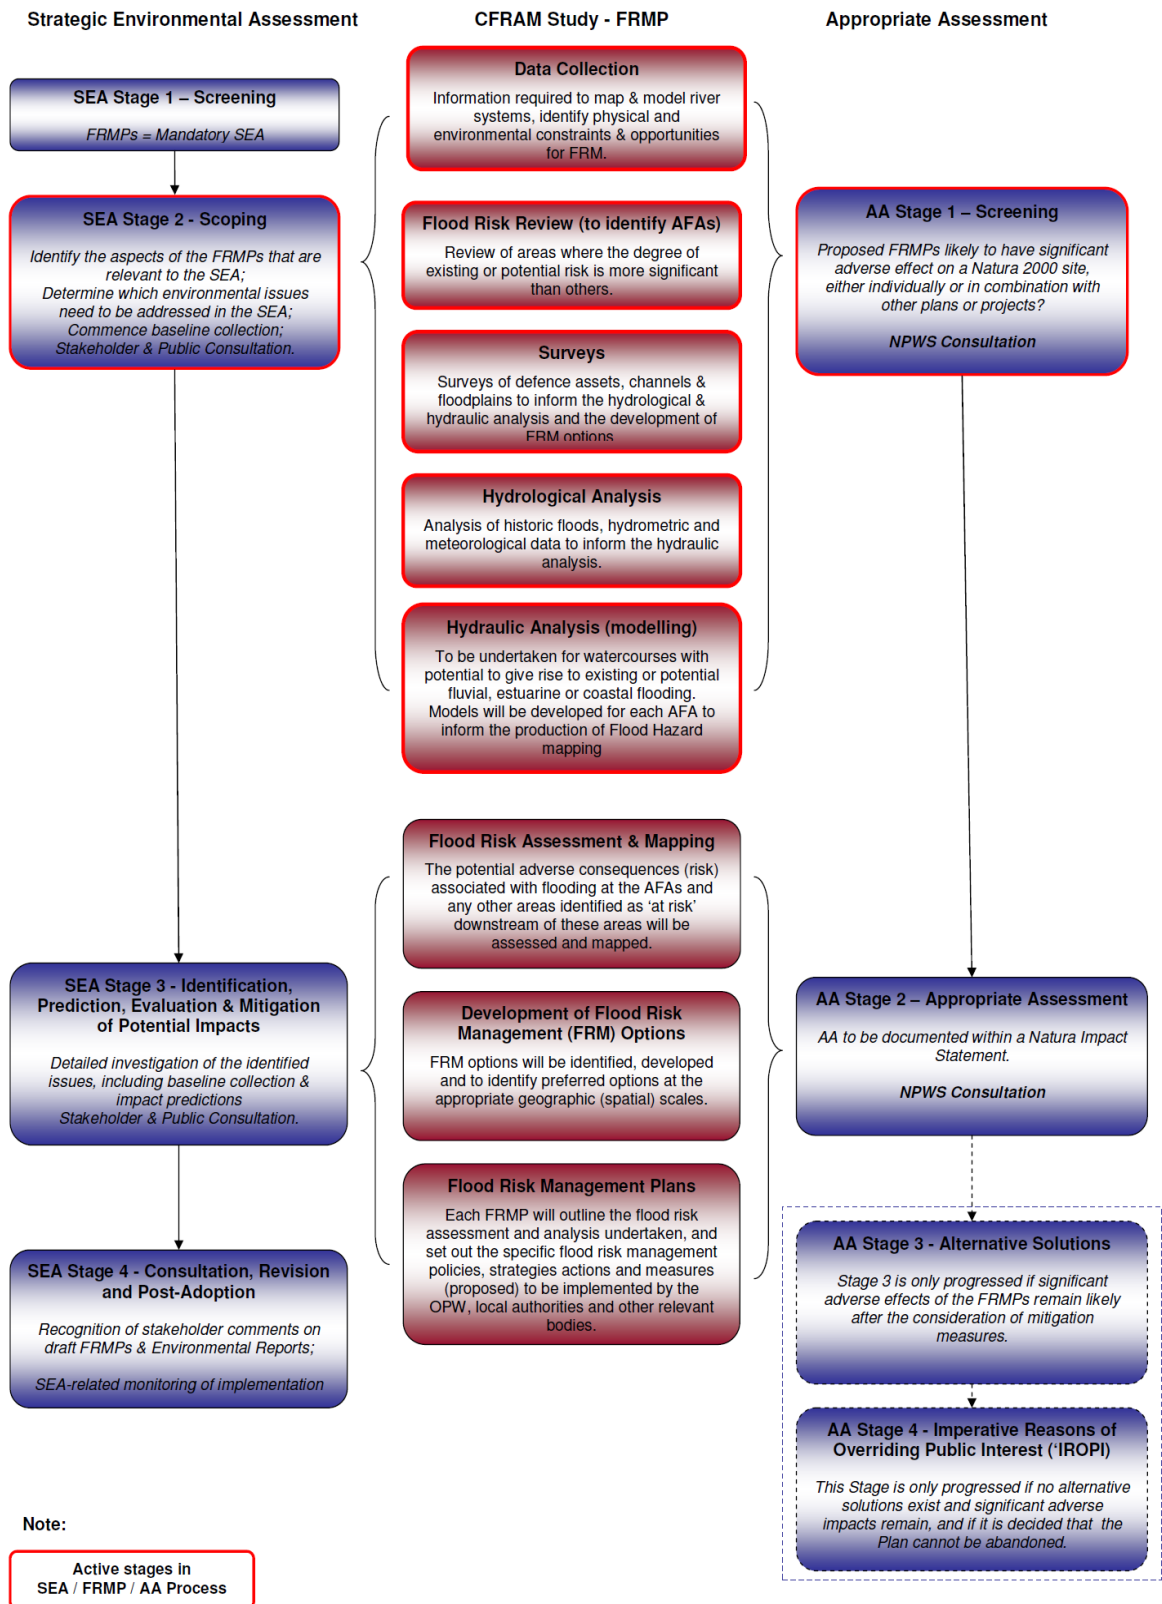 Strategic Environmental Assessment
CFRAM Study - FRMP
Appropriate Assessment
SEA Stage 1 – Screening
FRMPs = Mandatory SEA
SEA Stage 2 - Scoping
Identify the aspects of the FRMPs that are
relevant to the SEA;
Determine which environmental issues
need to be addressed in the SEA;
Commence baseline collection;
Stakeholder & Public Consultation.
SEA Stage 3 - Identification,
Prediction, Evaluation & Mitigation
of Potential Impacts
Detailed investigation of the identified
issues, including baseline collection &
impact predictions
Stakeholder & Public Consultation.
SEA Stage 4 - Consultation, Revision
and Post-Adoption
Recognition of stakeholder comments on
draft FRMPs & Environmental Reports;
SEA-related monitoring of implementation
Data Collection
Information required to map & model river
systems, identify physical and
environmental constraints & opportunities
for FRM.
Flood Risk Review (to identify AFAs)
Review of areas where the degree of
existing or potential risk is more significant
than others.
Surveys
Surveys of defence assets, channels &
floodplains to inform the hydrological &
hydraulic analysis and the development of
FRM options
Hydrological Analysis
Analysis of historic floods, hydrometric and
meteorological data to inform the hydraulic
analysis.
Hydraulic Analysis (modelling)
To be undertaken for watercourses with
potential to give rise to existing or potential
fluvial, estuarine or coastal flooding.
Models will be developed for each AFA to
inform the production of Flood Hazard
mapping
Flood Risk Assessment & Mapping
The potential adverse consequences (risk)
associated with flooding at the AFAs and
any other areas identified as ‘at risk’
downstream of these areas will be
assessed and mapped.
Development of Flood Risk
Management (FRM) Options
FRM options will be identified, developed
and to identify preferred options at the
appropriate geographic (spatial) scales.
Flood Risk Management Plans
Each FRMP will outline the flood risk
assessment and analysis undertaken, and
set out the specific flood risk management
policies, strategies actions and measures
(proposed) to be implemented by the
OPW, local authorities and other relevant
bodies.
AA Stage 1 – Screening
Proposed FRMPs likely to have significant
adverse effect on a Natura 2000 site,
either individually or in combination with
other plans or projects?
NPWS Consultation
AA Stage 2 – Appropriate Assessment
AA to be documented within a Natura Impact
Statement.
NPWS Consultation
AA Stage 3 - Alternative Solutions
Stage 3 is only progressed if significant
adverse effects of the FRMPs remain likely
after the consideration of mitigation
measures.
AA Stage 4 - Imperative Reasons of
Overriding Public Interest (‘IROPI)
This Stage is only progressed if no alternative
solutions exist and significant adverse
impacts remain, and if it is decided that the
Plan cannot be abandoned.
Note:
Active stages in
SEA / FRMP / AA Process